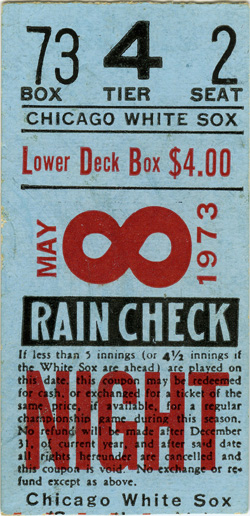 73 4 2
BOX TIER SEAT
CHICAGO WHITE SOX
Lower Deck Box $4.00
MAY 8 1973
RAIN CHECK
If less than 5 innings (or 4½ innings if
the White Sox are ahead) are played on
this date, this coupon may be redeemed
for cash, or exchanged for a ticket of the
same price, if available, for a regular
championship game during this season.
No refund will be made after December
31, of current year, and after said date
all rights hereunder are cancelled and
this coupon is void. No exchange or re-
fund except as above.
NIGHT
Chicago White Sox